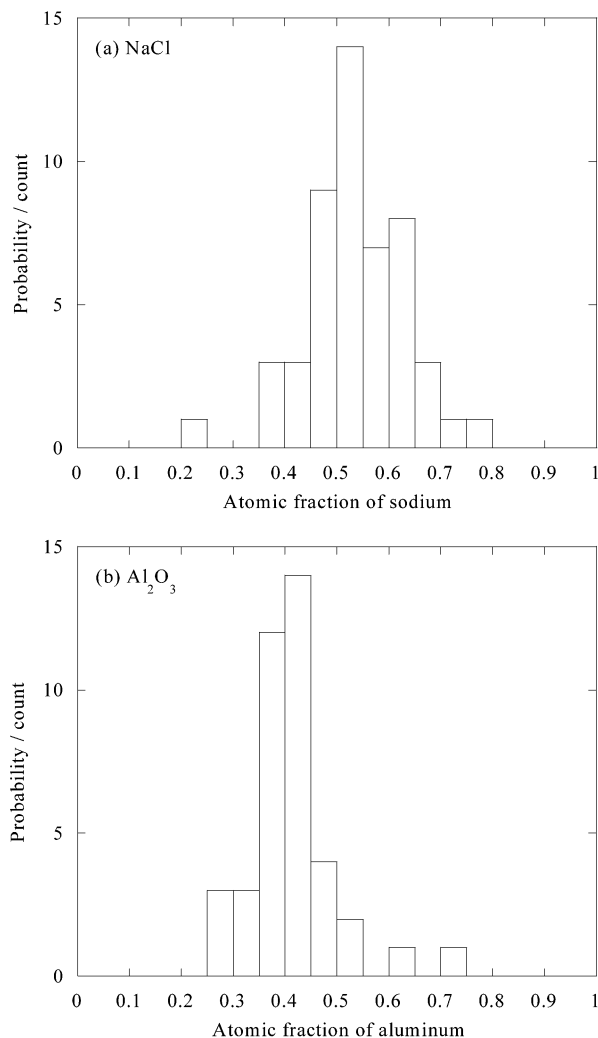 15
(a) NaCl
10
Probability / count
5
0
0 0.1 0.2 0.3 0.4 0.5 0.6 0.7 0.8 0.9 1
Atomic fraction of sodium
15
(b) Al₂O₃
10
Probability / count
5
0
0 0.1 0.2 0.3 0.4 0.5 0.6 0.7 0.8 0.9 1
Atomic fraction of aluminum